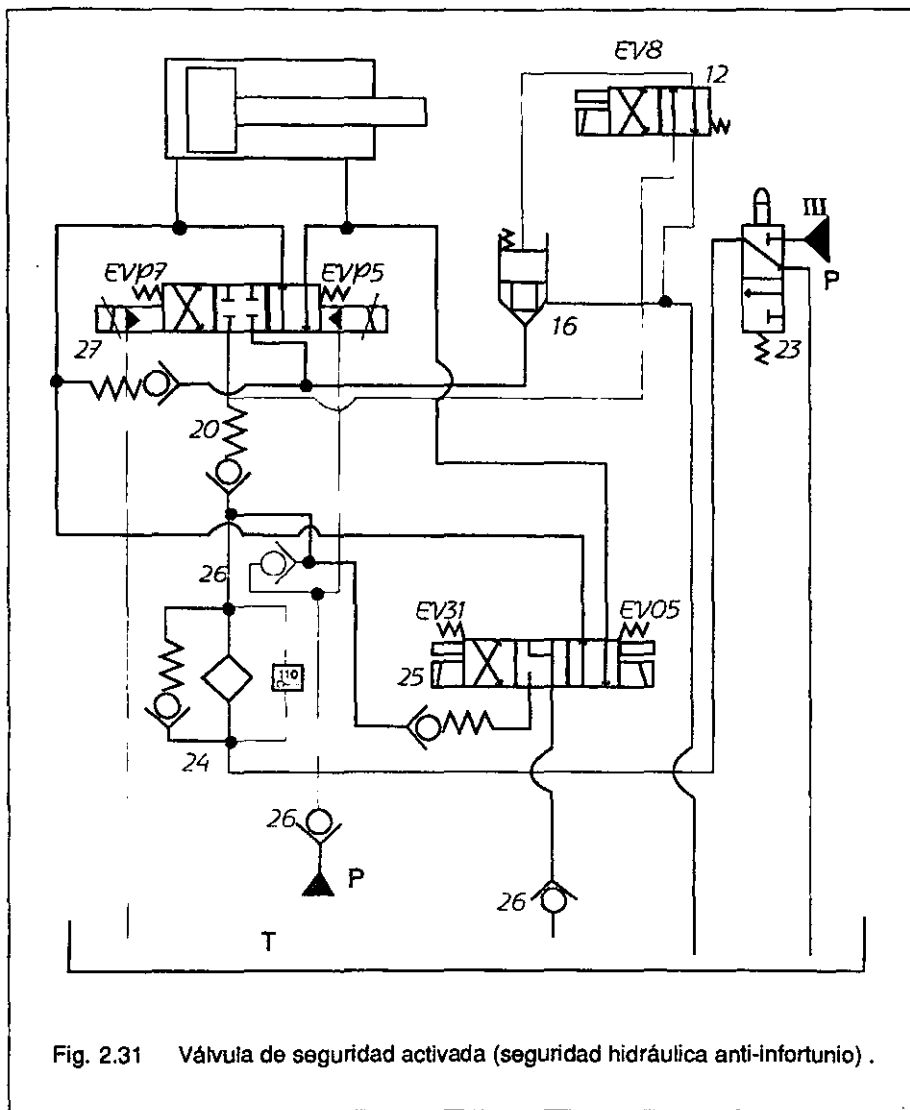 EV8
12
III
P
EVP7
EVP5
16
27
23
20
26
EV31
EV05
25
110
24
26
P
26
T
Fig. 2.31 Válvula de seguridad activada (seguridad hidráulica anti-infortunio) .